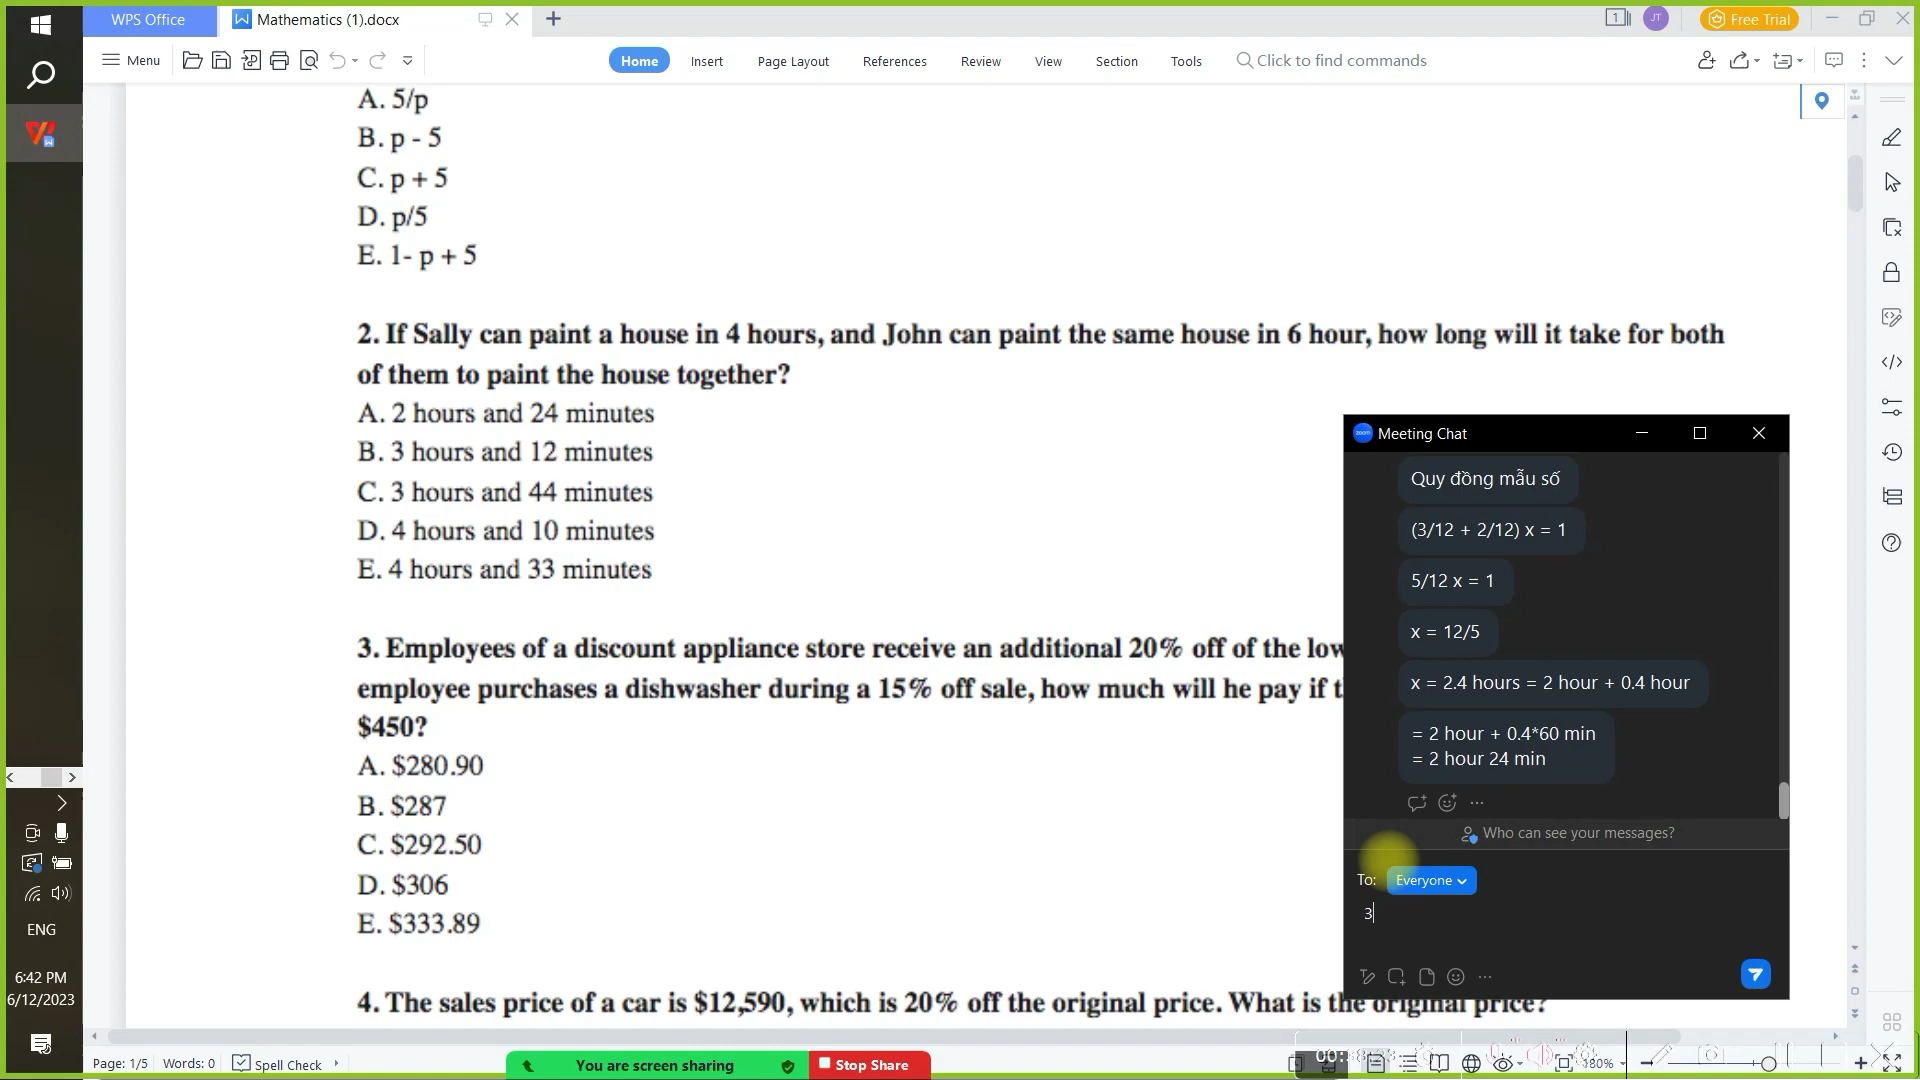 WPS Office
Mathematics (1).docx
1
JT
Free Trial
Menu
Home
Insert
Page Layout
References
Review
View
Section
Tools
Click to find commands
A. 5/p
B. p - 5
C. p + 5
D. p/5
E. 1- p + 5
2. If Sally can paint a house in 4 hours, and John can paint the same house in 6 hour, how long will it take for both
of them to paint the house together?
A. 2 hours and 24 minutes
B. 3 hours and 12 minutes
C. 3 hours and 44 minutes
D. 4 hours and 10 minutes
E. 4 hours and 33 minutes
3. Employees of a discount appliance store receive an additional 20% off of the low
employee purchases a dishwasher during a 15% off sale, how much will he pay if t
$450?
A. $280.90
B. $287
C. $292.50
D. $306
E. $333.89
4. The sales price of a car is $12,590, which is 20% off the original price. What is the original price?
zoom
Meeting Chat
Quy đồng mẫu số
(3/12 + 2/12) x = 1
5/12 x = 1
x = 12/5
x = 2.4 hours = 2 hour + 0.4 hour
= 2 hour + 0.4*60 min
= 2 hour 24 min
Who can see your messages?
To:
Everyone
3
ENG
6:42 PM
6/12/2023
Page: 1/5
Words: 0
Spell Check
You are screen sharing
Stop Share
180%